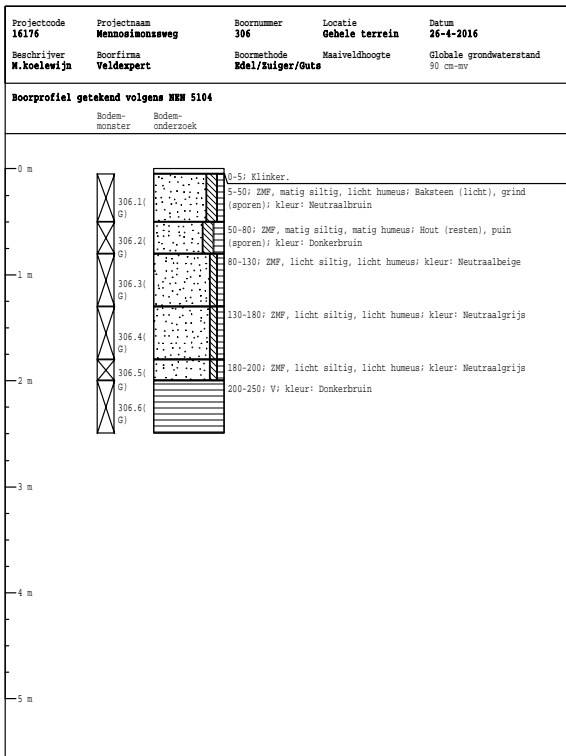 Projectcode Projectnaam Boornummer Locatie Datum
16176 Mennosimonzsweg 306 Gehele terrein 26-4-2016
Beschrijver Boorfirma Boormethode Maaiveldhoogte Globale grondwaterstand
M.koelewijn Veldexpert Edel/Zuiger/Guts 90 cm-mv
Boorprofiel getekend volgens NEN 5104
Bodem- Bodem-
monster onderzoek
0 m
0-5; Klinker.
5-50; ZMF, matig siltig, licht humeus; Baksteen (licht), grind
306.1(
(sporen); kleur: Neutraalbruin
G)
50-80; ZMF, matig siltig, matig humeus; Hout (resten), puin
306.2(
(sporen); kleur: Donkerbruin
G)
80-130; ZMF, licht siltig, licht humeus; kleur: Neutraalbeige
1 m
306.3(
G)
130-180; ZMF, licht siltig, licht humeus; kleur: Neutraalgrijs
306.4(
G)
180-200; ZMF, licht siltig, licht humeus; kleur: Neutraalgrijs
306.5(
2 m
G)
200-250; V; kleur: Donkerbruin
306.6(
G)
3 m
4 m
5 m